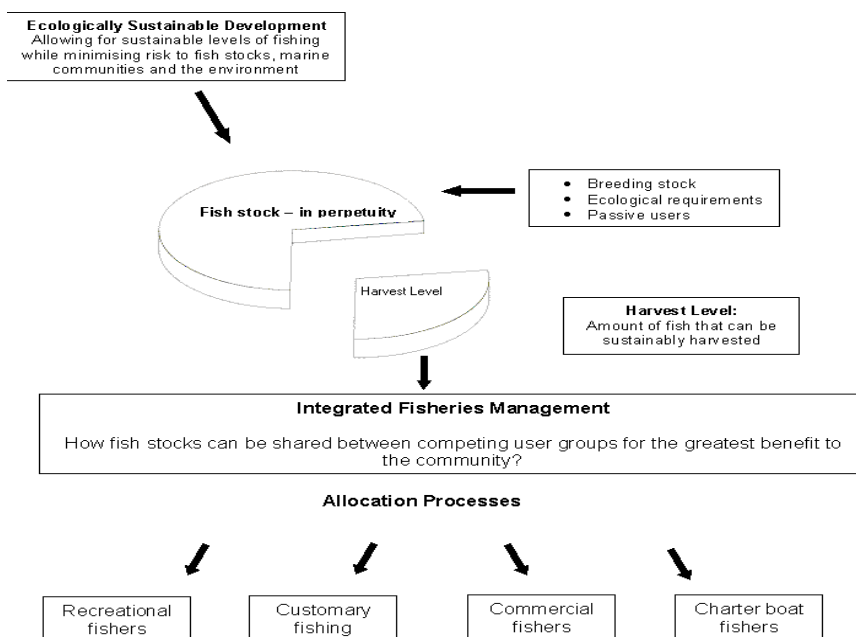 Ecologically Sustainable Development
Allowing for sustainable levels of fishing
while minimising risk to fish stocks, marine
communities and the environment
Fish stock – in perpetuity
• Breeding stock
• Ecological requirements
• Passive users
Harvest Level
Harvest Level:
Amount of fish that can be
sustainably harvested
Integrated Fisheries Management
How fish stocks can be shared between competing user groups for the greatest benefit to
the community?
Allocation Processes
Recreational
fishers
Customary
fishing
Commercial
fishers
Charter boat
fishers